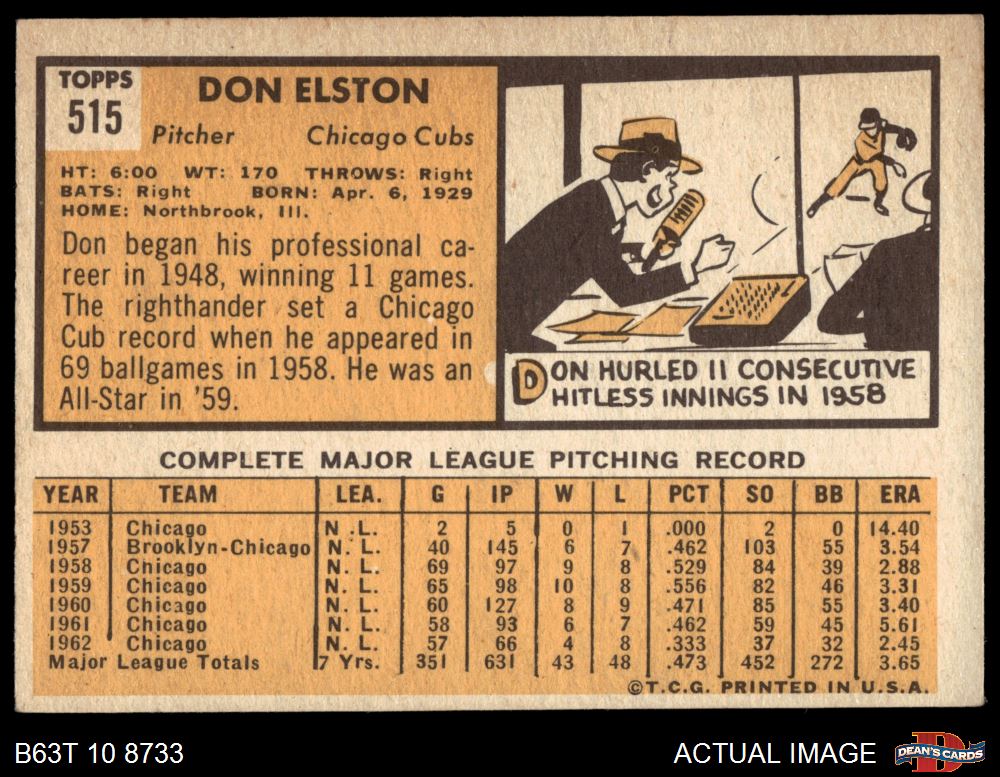 TOPPS
515
DON ELSTON
Pitcher Chicago Cubs
HT: 6:00 WT: 170 THROWS: Right
BATS: Right BORN: Apr. 6, 1929
HOME: Northbrook, Ill.
Don began his professional ca-
reer in 1948, winning 11 games.
The righthander set a Chicago
Cub record when he appeared in
69 ballgames in 1958. He was an
All-Star in '59.
DON HURLED 11 CONSECUTIVE
HITLESS INNINGS IN 1958
COMPLETE MAJOR LEAGUE PITCHING RECORD
YEAR TEAM LEA. G IP W L PCT SO BB ERA
1953 Chicago N.L. 2 5 0 1 .000 2 0 14.40
1957 Brooklyn-Chicago N. L. 40 145 6 7 .462 103 55 3.54
1958 Chicago N. L. 69 97 9 8 .529 84 39 2.88
1959 Chicago N. L. 65 98 10 8 .556 82 46 3.31
1960 Chicago N. L. 60 127 8 9 .471 85 55 3.40
1961 Chicago N. L. 58 93 6 7 .462 59 45 5.61
1962 Chicago N. L. 57 66 4 8 .333 37 32 2.45
Major League Totals 7 Yrs. 351 631 43 48 .473 452 272 3.65
©T.C.G. PRINTED IN U.S.A.
B63T 10 8733 ACTUAL IMAGE DEAN'S CARDS